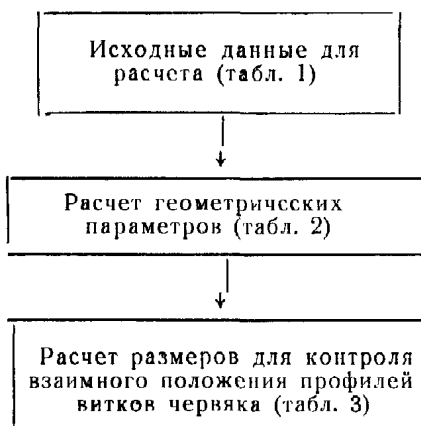 Исходные данные для
расчета (табл. 1)
Расчет геометрических
параметров (табл. 2)
Расчет размеров для контроля
взаимного положения профилей
витков червяка (табл. 3)